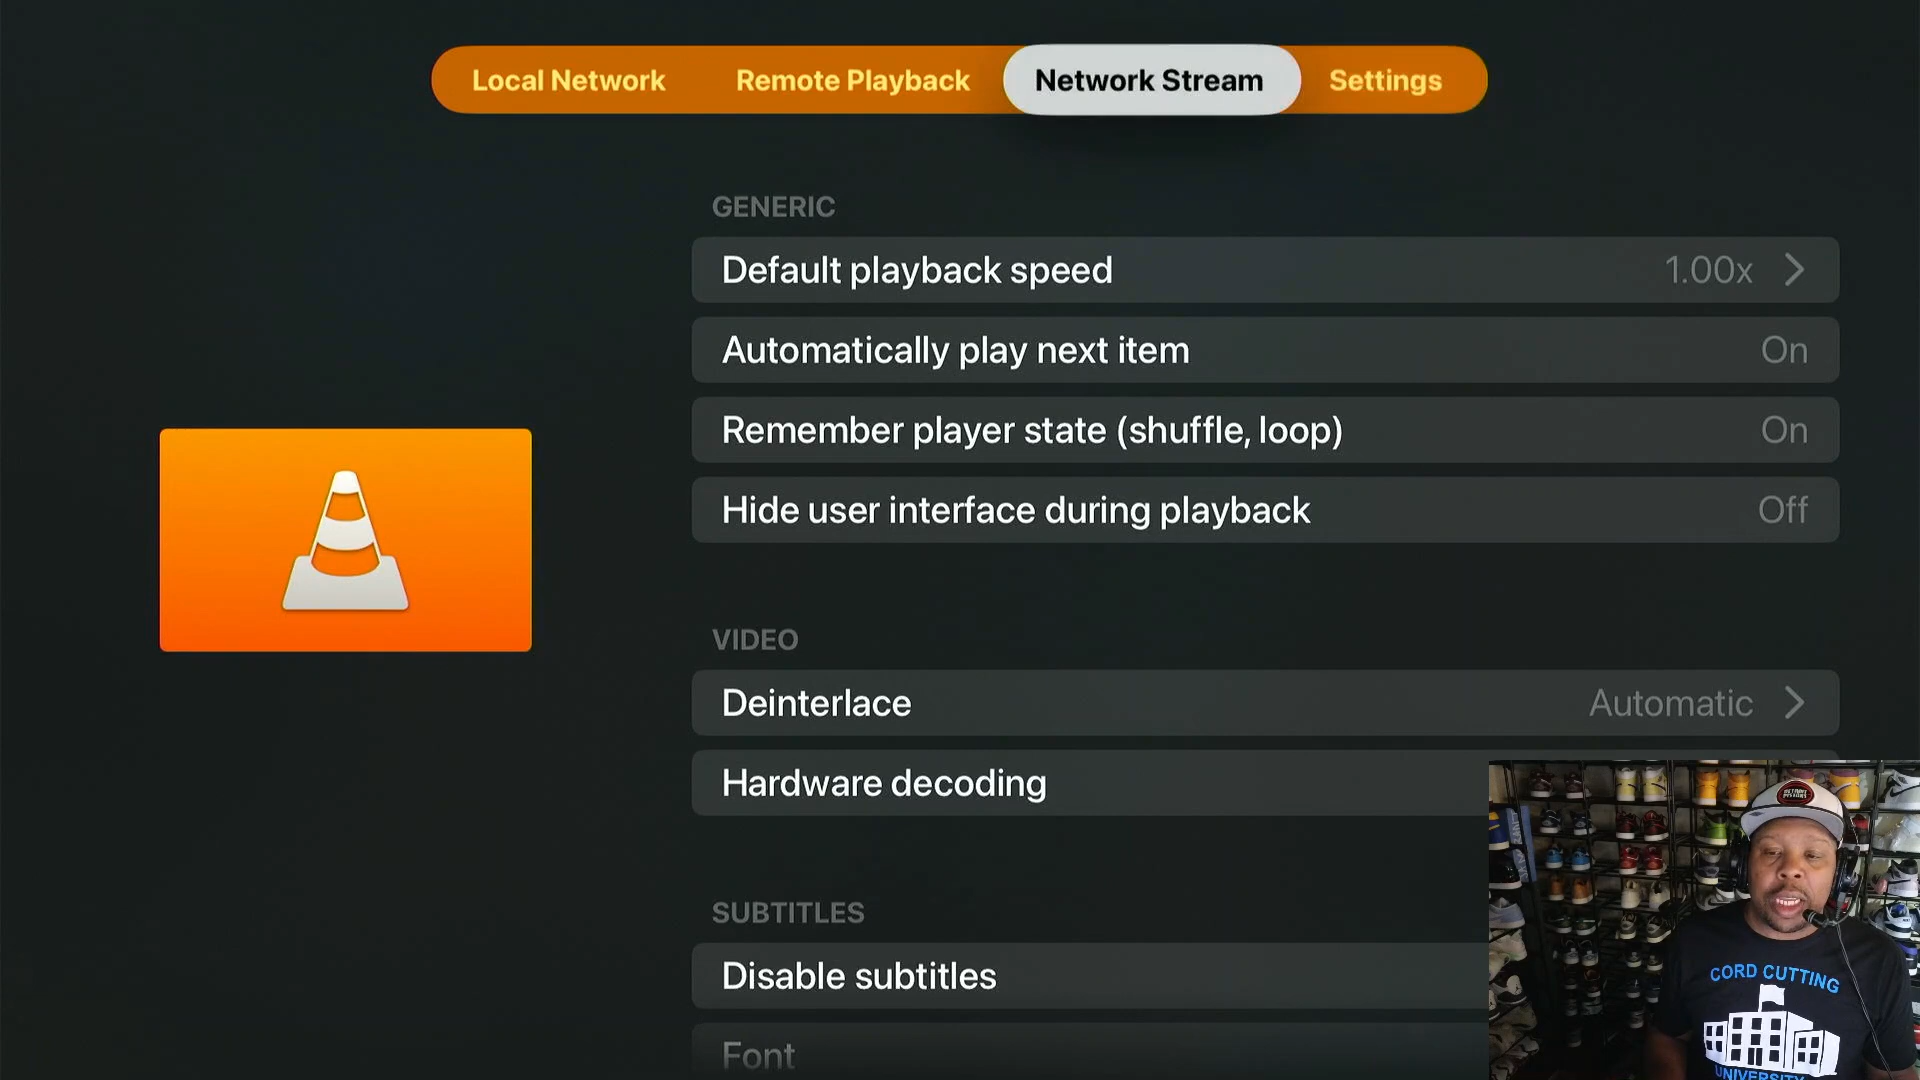 Local Network
Remote Playback
Network Stream
Settings
GENERIC
Default playback speed 1.00x
Automatically play next item On
Remember player state (shuffle, loop) On
Hide user interface during playback Off
VIDEO
Deinterlace Automatic
Hardware decoding
SUBTITLES
Disable subtitles
Font
CORD CUTTING
UNIVERSITY